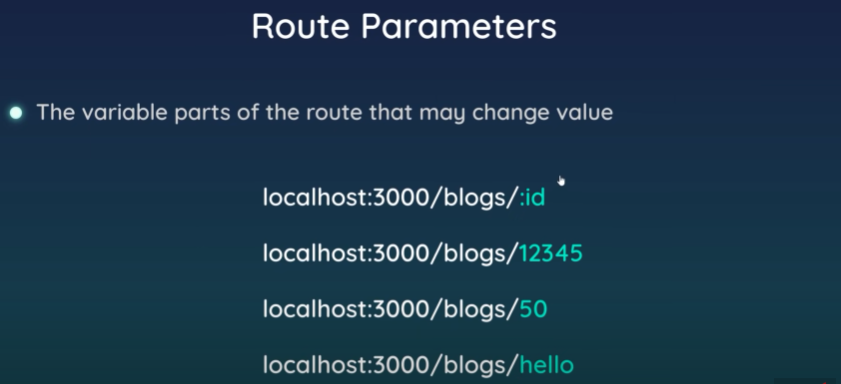 Route Parameters
The variable parts of the route that may change value
localhost:3000/blogs/:id
localhost:3000/blogs/12345
localhost:3000/blogs/50
localhost:3000/blogs/hello